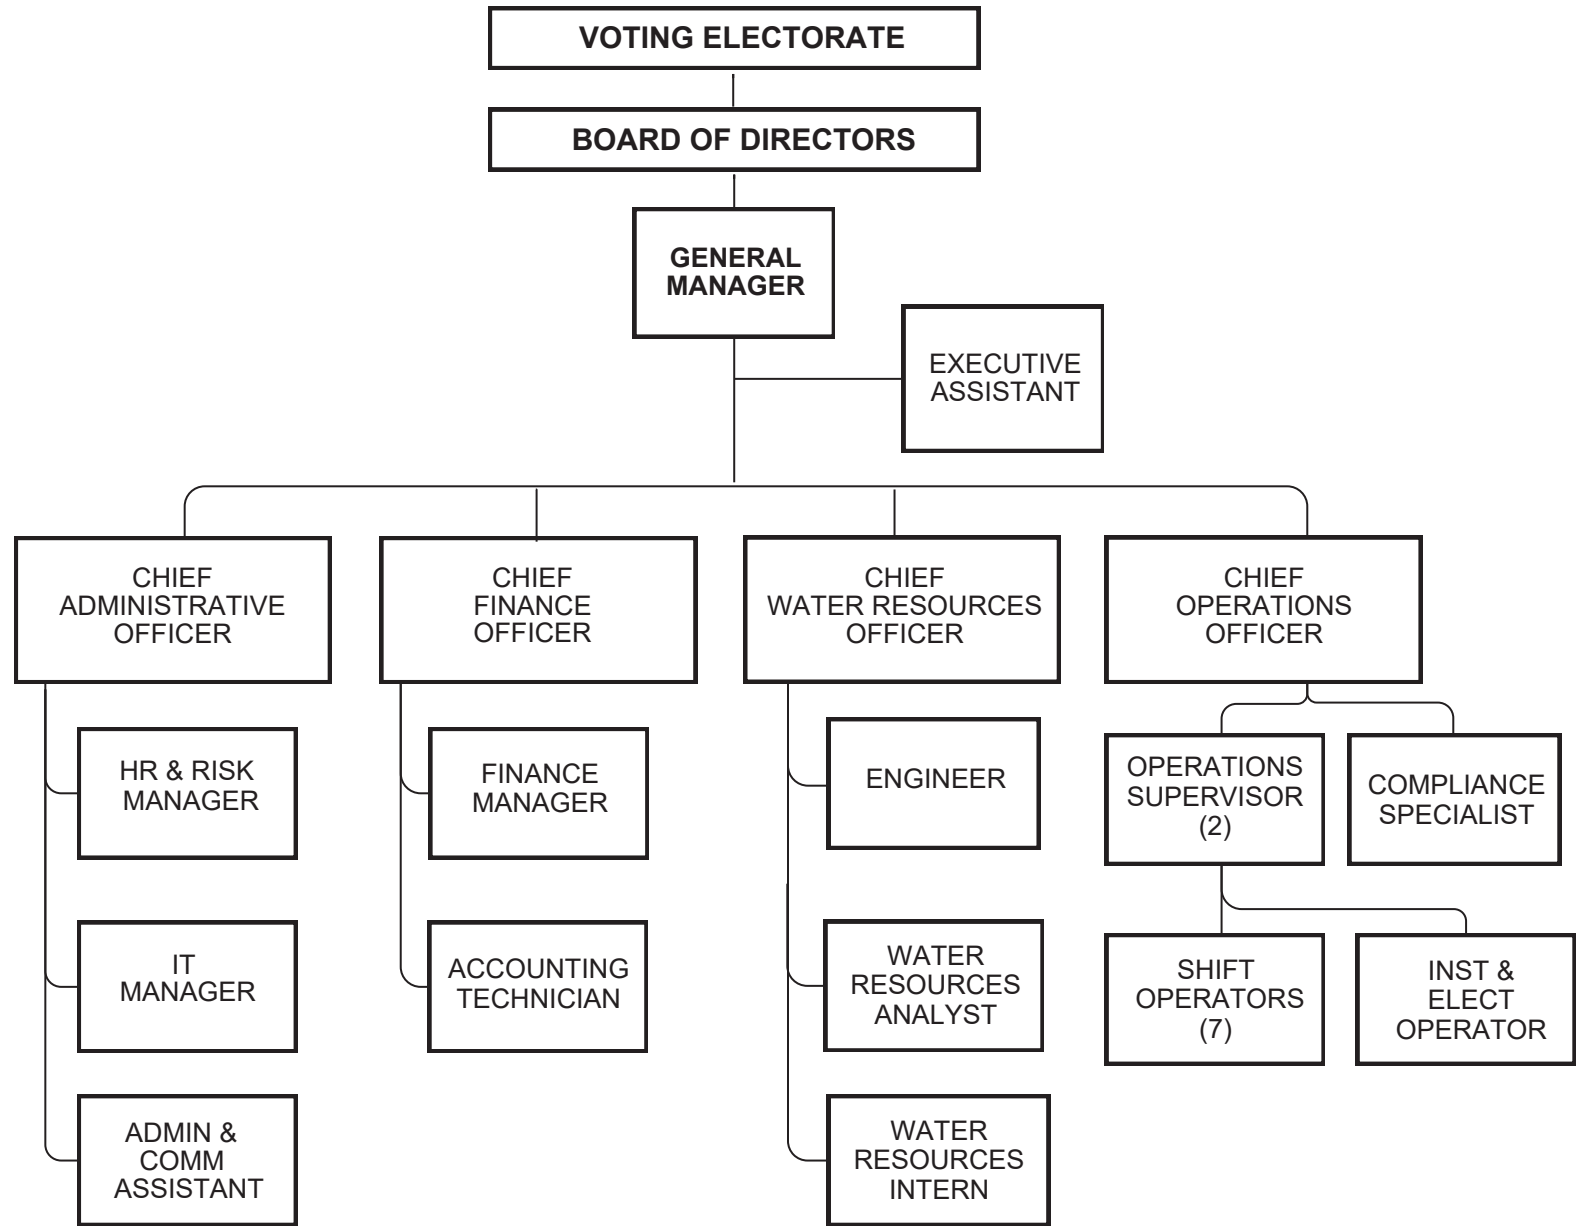 VOTING ELECTORATE
BOARD OF DIRECTORS
GENERAL
MANAGER
EXECUTIVE
ASSISTANT
CHIEF
ADMINISTRATIVE
OFFICER
CHIEF
FINANCE
OFFICER
CHIEF
WATER RESOURCES
OFFICER
CHIEF
OPERATIONS
OFFICER
HR & RISK
MANAGER
FINANCE
MANAGER
ENGINEER
OPERATIONS
SUPERVISOR
(2)
COMPLIANCE
SPECIALIST
IT
MANAGER
ACCOUNTING
TECHNICIAN
WATER
RESOURCES
ANALYST
SHIFT
OPERATORS
(7)
INST &
ELECT
OPERATOR
ADMIN &
COMM
ASSISTANT
WATER
RESOURCES
INTERN